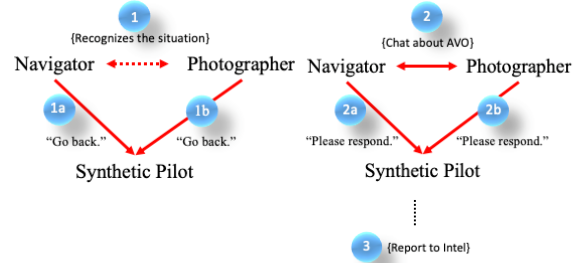 1
{Recognizes the situation}
Navigator Photographer
1a 1b
“Go back.” “Go back.”
Synthetic Pilot
2
{Chat about AVO}
Navigator Photographer
2a 2b
“Please respond.” “Please respond.”
Synthetic Pilot
3 {Report to Intel}